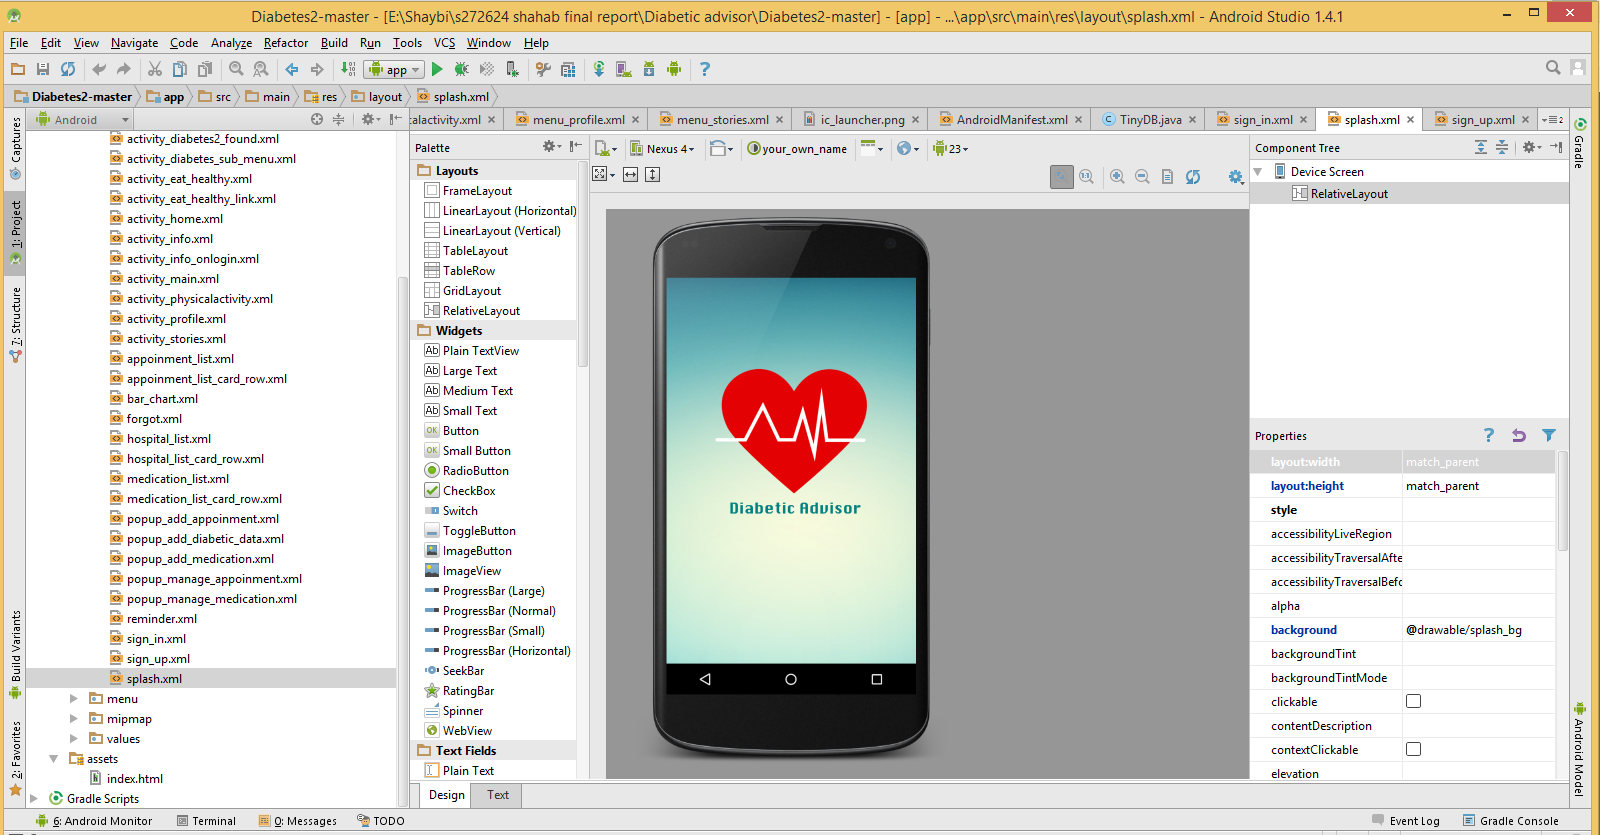 Diabetes2-master - [E:\Shaybi\s272624 shahab final report\Diabetic advisor\Diabetes2-master] - [app] - ...\app\src\main\res\layout\splash.xml - Android Studio 1.4.1
File Edit View Navigate Code Analyze Refactor Build Run Tools VCS Window Help
app
Diabetes2-master app src main res layout splash.xml
Android
calactivity.xml menu_profile.xml menu_stories.xml ic_launcher.png AndroidManifest.xml TinyDB.java sign_in.xml splash.xml sign_up.xml
Captures
1: Project
7: Structure
Build Variants
2: Favorites
activity_diabetes2_found.xml
activity_diabetes_sub_menu.xml
activity_eat_healthy.xml
activity_eat_healthy_link.xml
activity_home.xml
activity_info.xml
activity_info_onlogin.xml
activity_main.xml
activity_physicalactivity.xml
activity_profile.xml
activity_stories.xml
appoinment_list.xml
appoinment_list_card_row.xml
bar_chart.xml
forgot.xml
hospital_list.xml
hospital_list_card_row.xml
medication_list.xml
medication_list_card_row.xml
popup_add_appoinment.xml
popup_add_diabetic_data.xml
popup_add_medication.xml
popup_manage_appoinment.xml
popup_manage_medication.xml
reminder.xml
sign_in.xml
sign_up.xml
splash.xml
menu
mipmap
values
assets
index.html
Gradle Scripts
Palette
Layouts
FrameLayout
LinearLayout (Horizontal)
LinearLayout (Vertical)
TableLayout
TableRow
GridLayout
RelativeLayout
Widgets
Plain TextView
Large Text
Medium Text
Small Text
Button
Small Button
RadioButton
CheckBox
Switch
ToggleButton
ImageButton
ImageView
ProgressBar (Large)
ProgressBar (Normal)
ProgressBar (Small)
ProgressBar (Horizontal)
SeekBar
RatingBar
Spinner
WebView
Text Fields
Plain Text
Design Text
Nexus 4 your_own_name 23
Diabetic Advisor
Component Tree
Device Screen
RelativeLayout
Properties
layout:width match_parent
layout:height match_parent
style
accessibilityLiveRegion
accessibilityTraversalAfte
accessibilityTraversalBefo
alpha
background @drawable/splash_bg
backgroundTint
backgroundTintMode
clickable
contentDescription
contextClickable
elevation
Gradle
Android Model
6: Android Monitor Terminal 0: Messages TODO Event Log Gradle Console